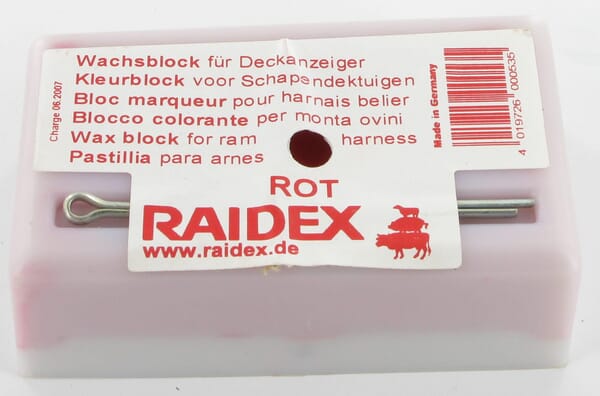 Wachsblock für Deckanzeiger
Kleurblock voor Schapendektuigen
Bloc marqueur pour harnais belier
Blocco colorante per monta ovini
Wax block for ram harness
Pastillia para arnes
ROT
RAIDEX
www.raidex.de
Charge 06.2007
Made in Germany
4 019726 000535